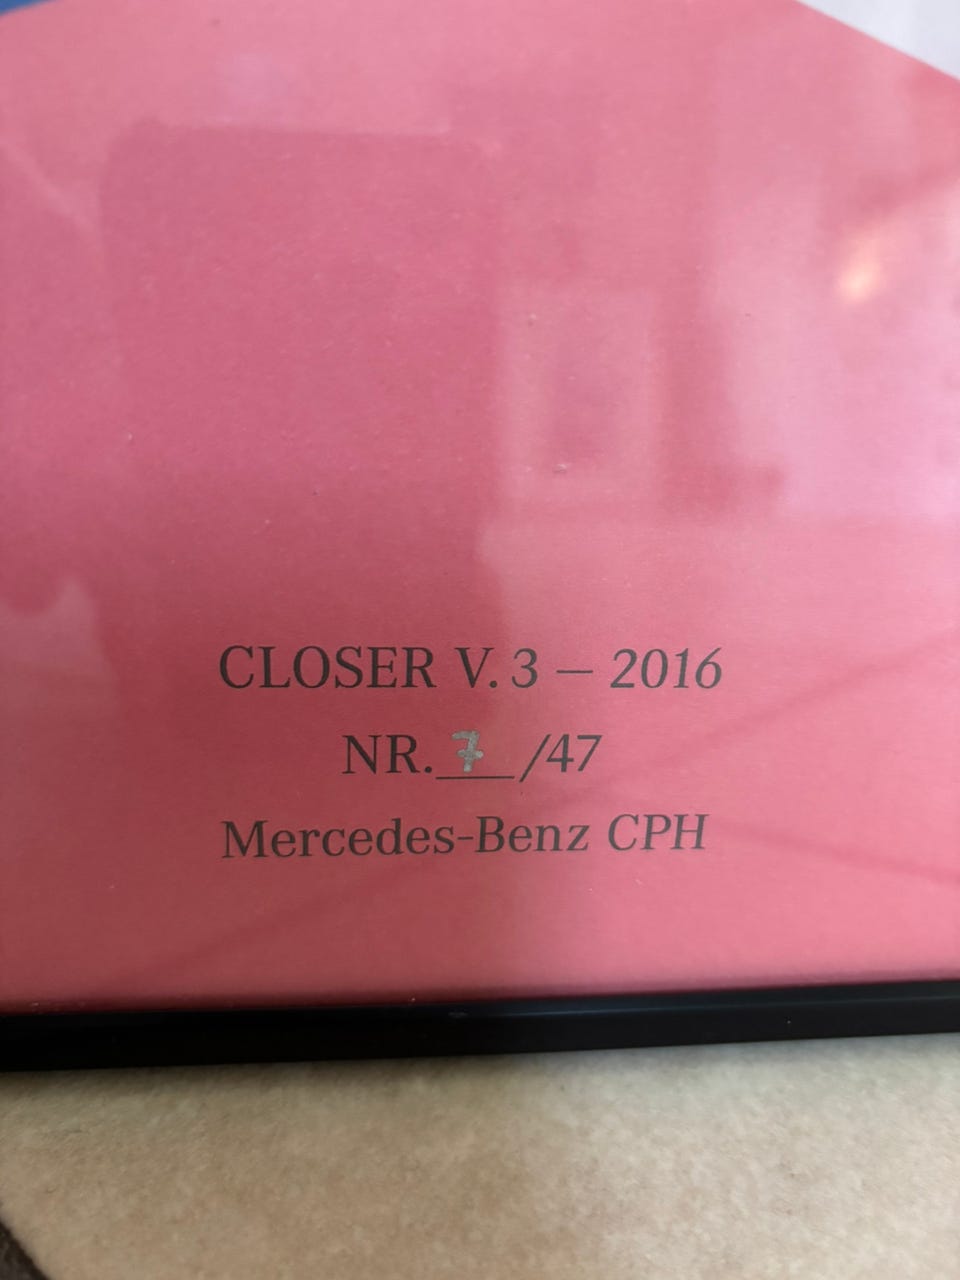 CLOSER V. 3 – 2016
NR. 7 /47
Mercedes-Benz CPH